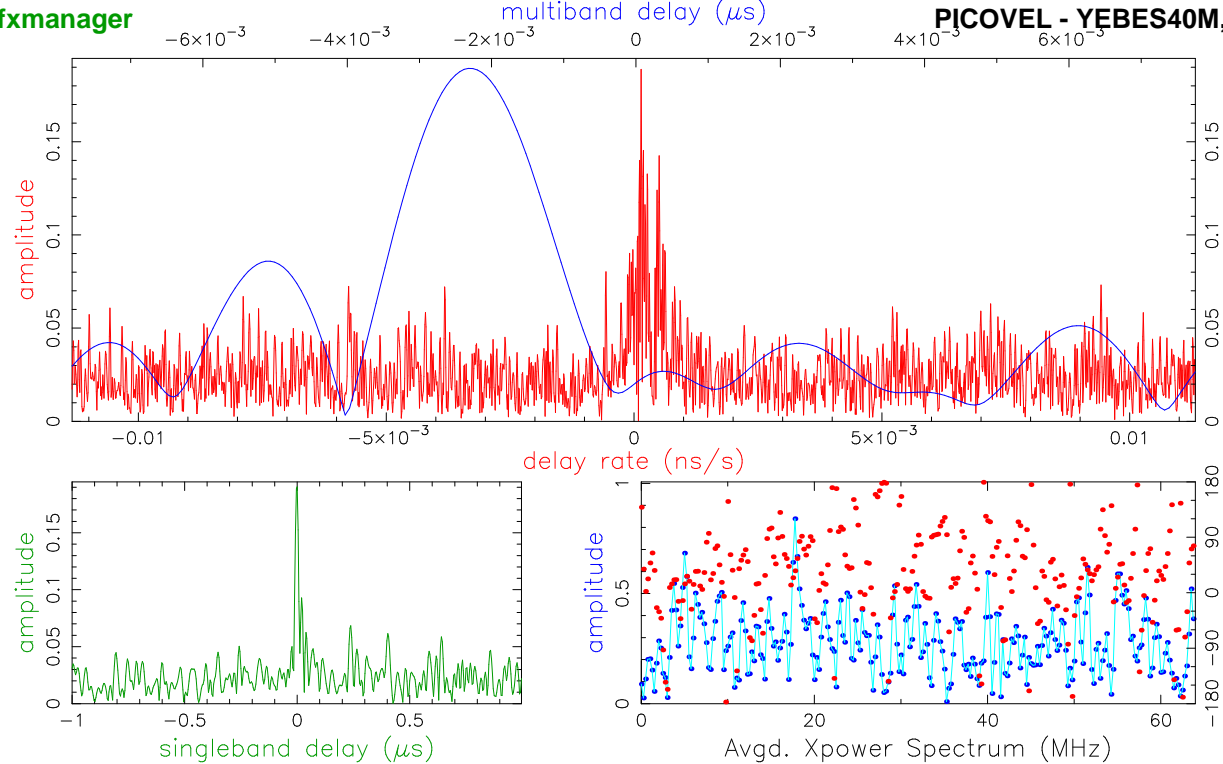 fxmanager
multiband delay (μs)
PICOVEL - YEBES40M,
−6×10⁻³ −4×10⁻³ −2×10⁻³ 0 2×10⁻³ 4×10⁻³ 6×10⁻³
amplitude
0 0.05 0.1 0.15
0 0.05 0.1 0.15
−0.01 −5×10⁻³ 0 5×10⁻³ 0.01
delay rate (ns/s)
amplitude
0 0.05 0.1 0.15
−1 −0.5 0 0.5
singleband delay (μs)
amplitude
0 0.5 1
−180 −90 0 90 180
0 20 40 60
Avgd. Xpower Spectrum (MHz)